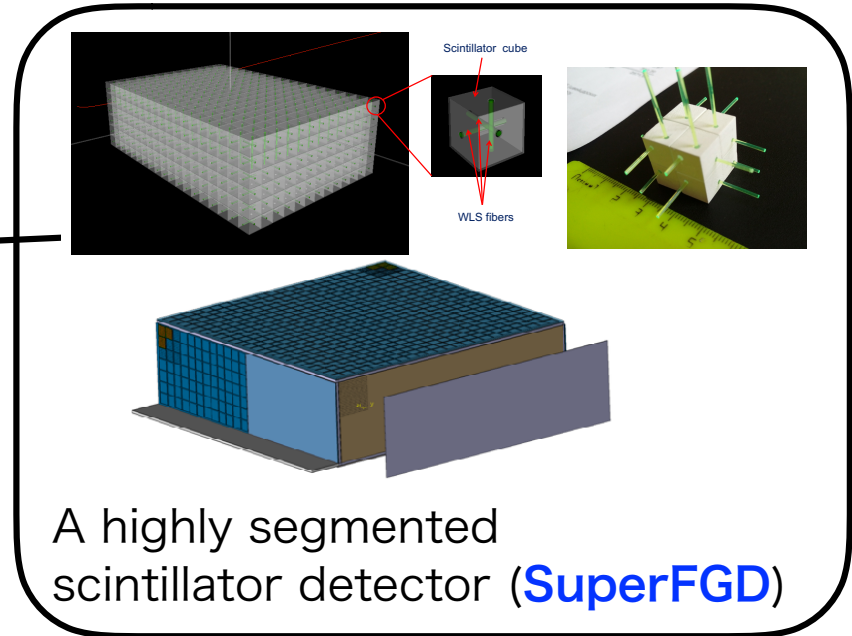 Scintillator cube
WLS fibers
A highly segmented
scintillator detector (SuperFGD)